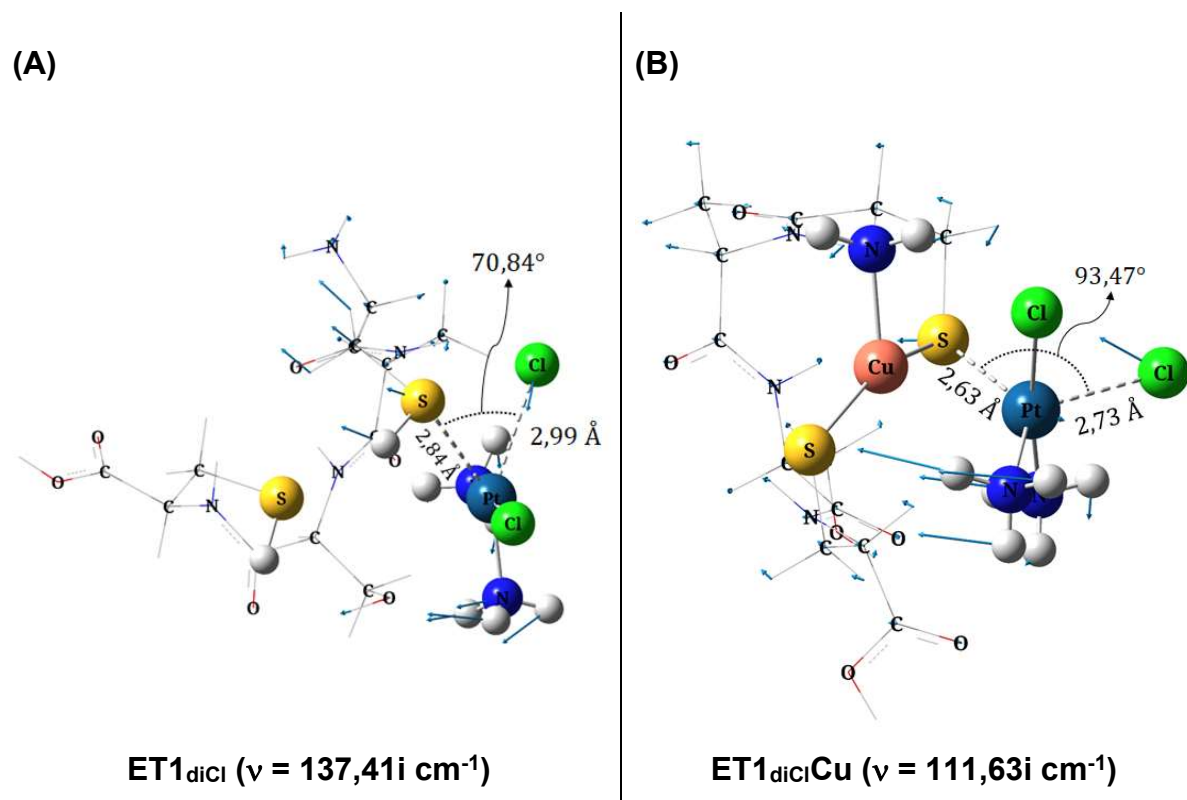 (A)
(B)
N
70,84°
C
C
C
N
O
C
Cl
S
2,99 Å
2,84Å
C
O
O
C
O
C
N
N
S
Pt
Cl
C
C
O
O
N
ET1diCl (ν = 137,41i cm-1)
C
O
C
N
C
C
N
C
93,47°
Cl
Cl
O
C
Cu
S
2,63 Å
Pt
2,73 Å
N
S
N
N
N
C
O
O
C
C
C
O
O
ET1diClCu (ν = 111,63i cm-1)